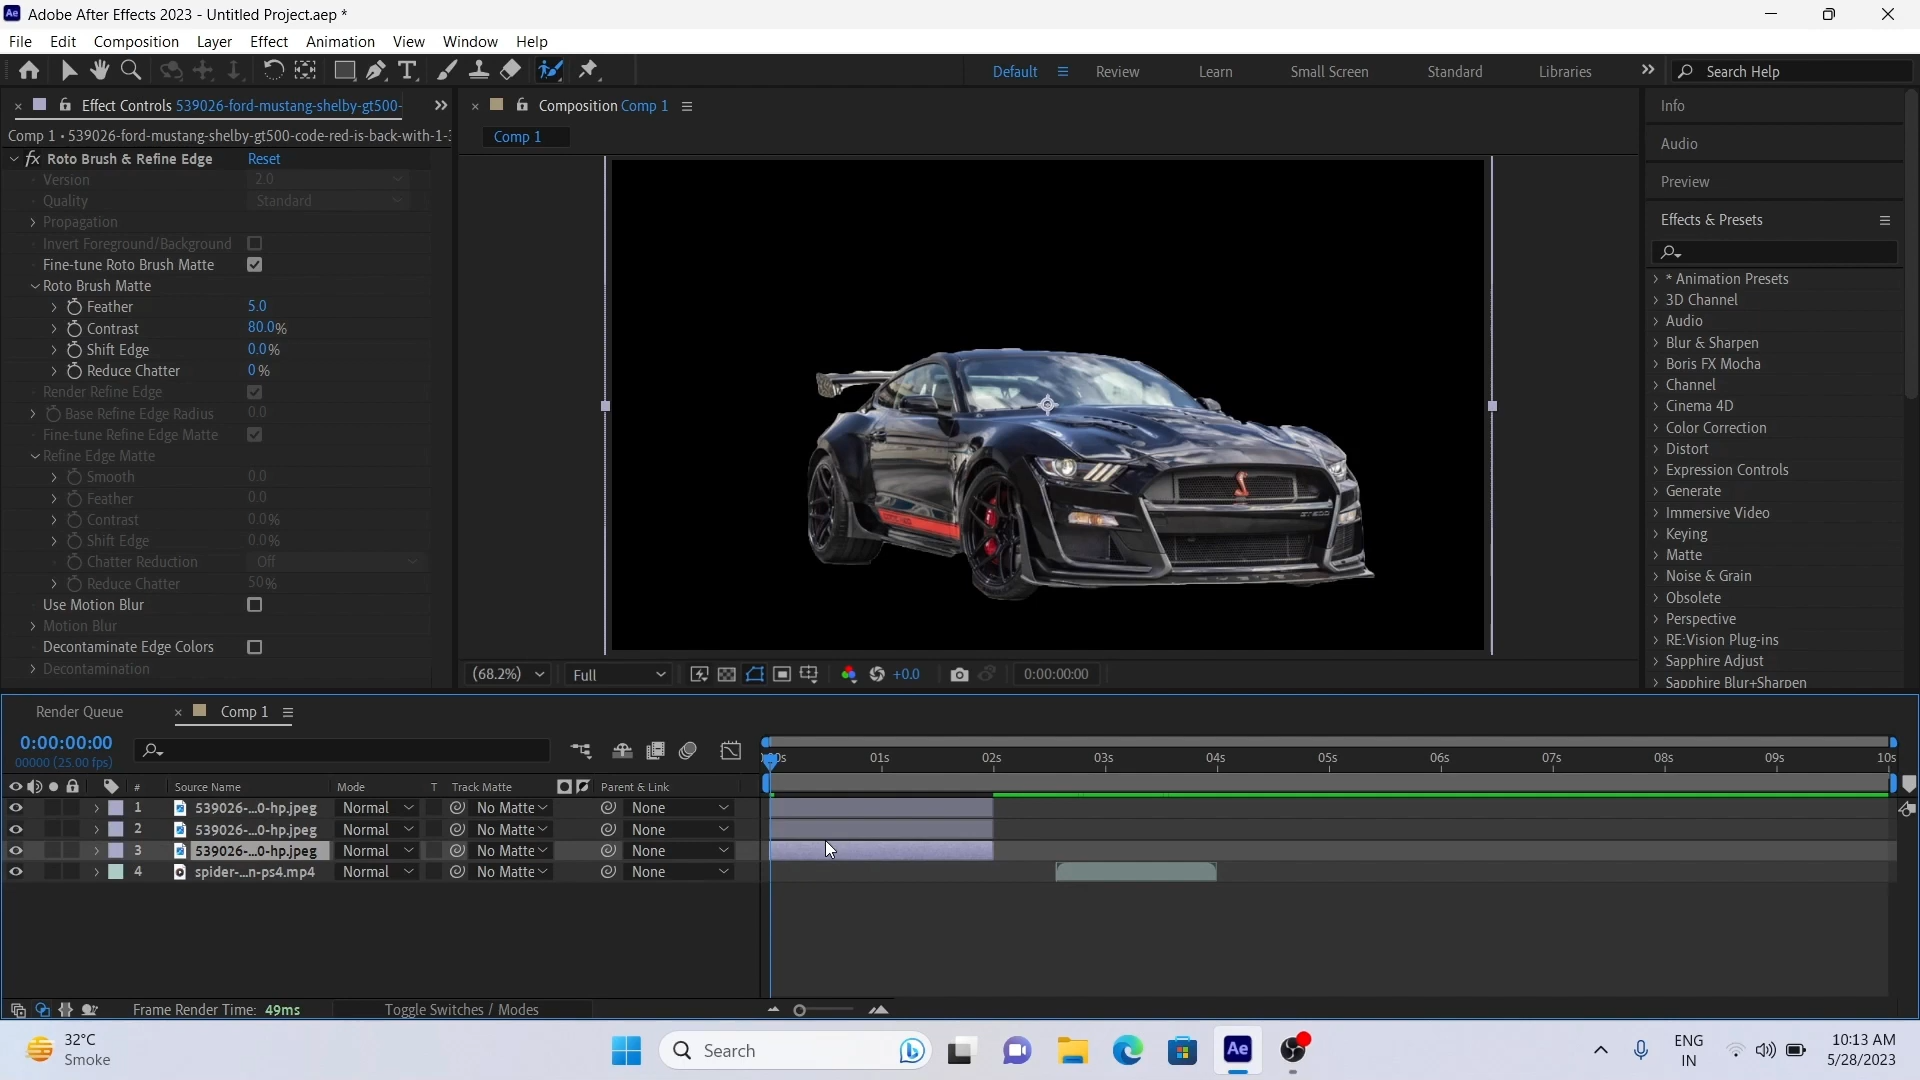 Ae Adobe After Effects 2023 - Untitled Project.aep *
File Edit Composition Layer Effect Animation View Window Help
Default Review Learn Small Screen Standard Libraries Search Help
Effect Controls 539026-ford-mustang-shelby-gt500-
Composition Comp 1
Comp 1 • 539026-ford-mustang-shelby-gt500-code-red-is-back-with-1-3
Comp 1
fx Roto Brush & Refine Edge Reset
Version 2.0
Quality Standard
Propagation
Invert Foreground/Background
Fine-tune Roto Brush Matte
Roto Brush Matte
Feather 5.0
Contrast 80.0%
Shift Edge 0.0%
Reduce Chatter 0%
Render Refine Edge
Base Refine Edge Radius 0.0
Fine-tune Refine Edge Matte
Refine Edge Matte
Smooth 0.0
Feather 0.0
Contrast 0.0%
Shift Edge 0.0%
Chatter Reduction Off
Reduce Chatter 50%
Use Motion Blur
Motion Blur
Decontaminate Edge Colors
Decontamination
(68.2%) Full +0.0 0:00:00:00
Info
Audio
Preview
Effects & Presets
* Animation Presets
3D Channel
Audio
Blur & Sharpen
Boris FX Mocha
Channel
Cinema 4D
Color Correction
Distort
Expression Controls
Generate
Immersive Video
Keying
Matte
Noise & Grain
Obsolete
Perspective
RE:Vision Plug-ins
Sapphire Adjust
Sapphire Blur+Sharpen
Render Queue Comp 1
0:00:00:00
00000 (25.00 fps)
01s 02s 03s 04s 05s 06s 07s 08s 09s 10s
# Source Name Mode T Track Matte Parent & Link
1 539026-...0-hp.jpeg Normal No Matte None
2 539026-...0-hp.jpeg Normal No Matte None
3 539026-...0-hp.jpeg Normal No Matte None
4 spider-...n-ps4.mp4 Normal No Matte None
Frame Render Time: 49ms Toggle Switches / Modes
32°C
Smoke
Search
Ae
ENG
IN
10:13 AM
5/28/2023